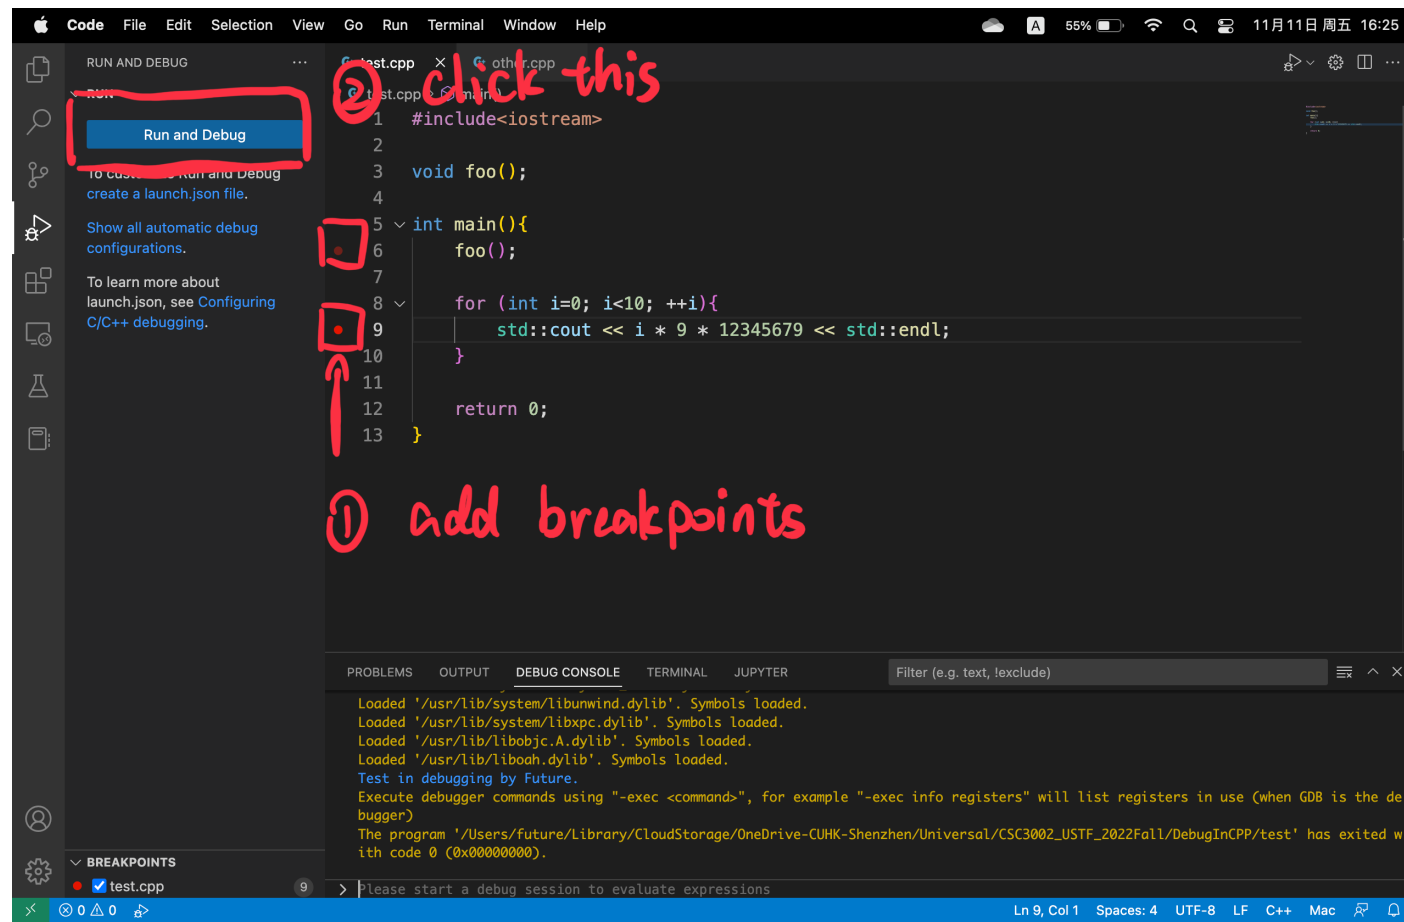 Code File Edit Selection View Go Run Terminal Window Help
A 55% 11月11日 周五 16:25
RUN AND DEBUG
test.cpp
other.cpp
② click this
RUN
test.cpp > main()
Run and Debug
To customize Run and Debug
create a launch.json file.
Show all automatic debug
configurations.
To learn more about
launch.json, see Configuring
C/C++ debugging.
1 #include<iostream>
2
3 void foo();
4
5 int main(){
6 foo();
7
8 for (int i=0; i<10; ++i){
9 std::cout << i * 9 * 12345679 << std::endl;
10 }
11
12 return 0;
13 }
① add breakpoints
PROBLEMS OUTPUT DEBUG CONSOLE TERMINAL JUPYTER
Filter (e.g. text, !exclude)
Loaded '/usr/lib/system/libunwind.dylib'. Symbols loaded.
Loaded '/usr/lib/system/libxpc.dylib'. Symbols loaded.
Loaded '/usr/lib/libobjc.A.dylib'. Symbols loaded.
Loaded '/usr/lib/liboah.dylib'. Symbols loaded.
Test in debugging by Future.
Execute debugger commands using "-exec <command>", for example "-exec info registers" will list registers in use (when GDB is the de
bugger)
The program '/Users/future/Library/CloudStorage/OneDrive-CUHK-Shenzhen/Universal/CSC3002_USTF_2022Fall/DebugInCPP/test' has exited w
ith code 0 (0x00000000).
BREAKPOINTS
test.cpp 9
Please start a debug session to evaluate expressions
0 0
Ln 9, Col 1 Spaces: 4 UTF-8 LF C++ Mac